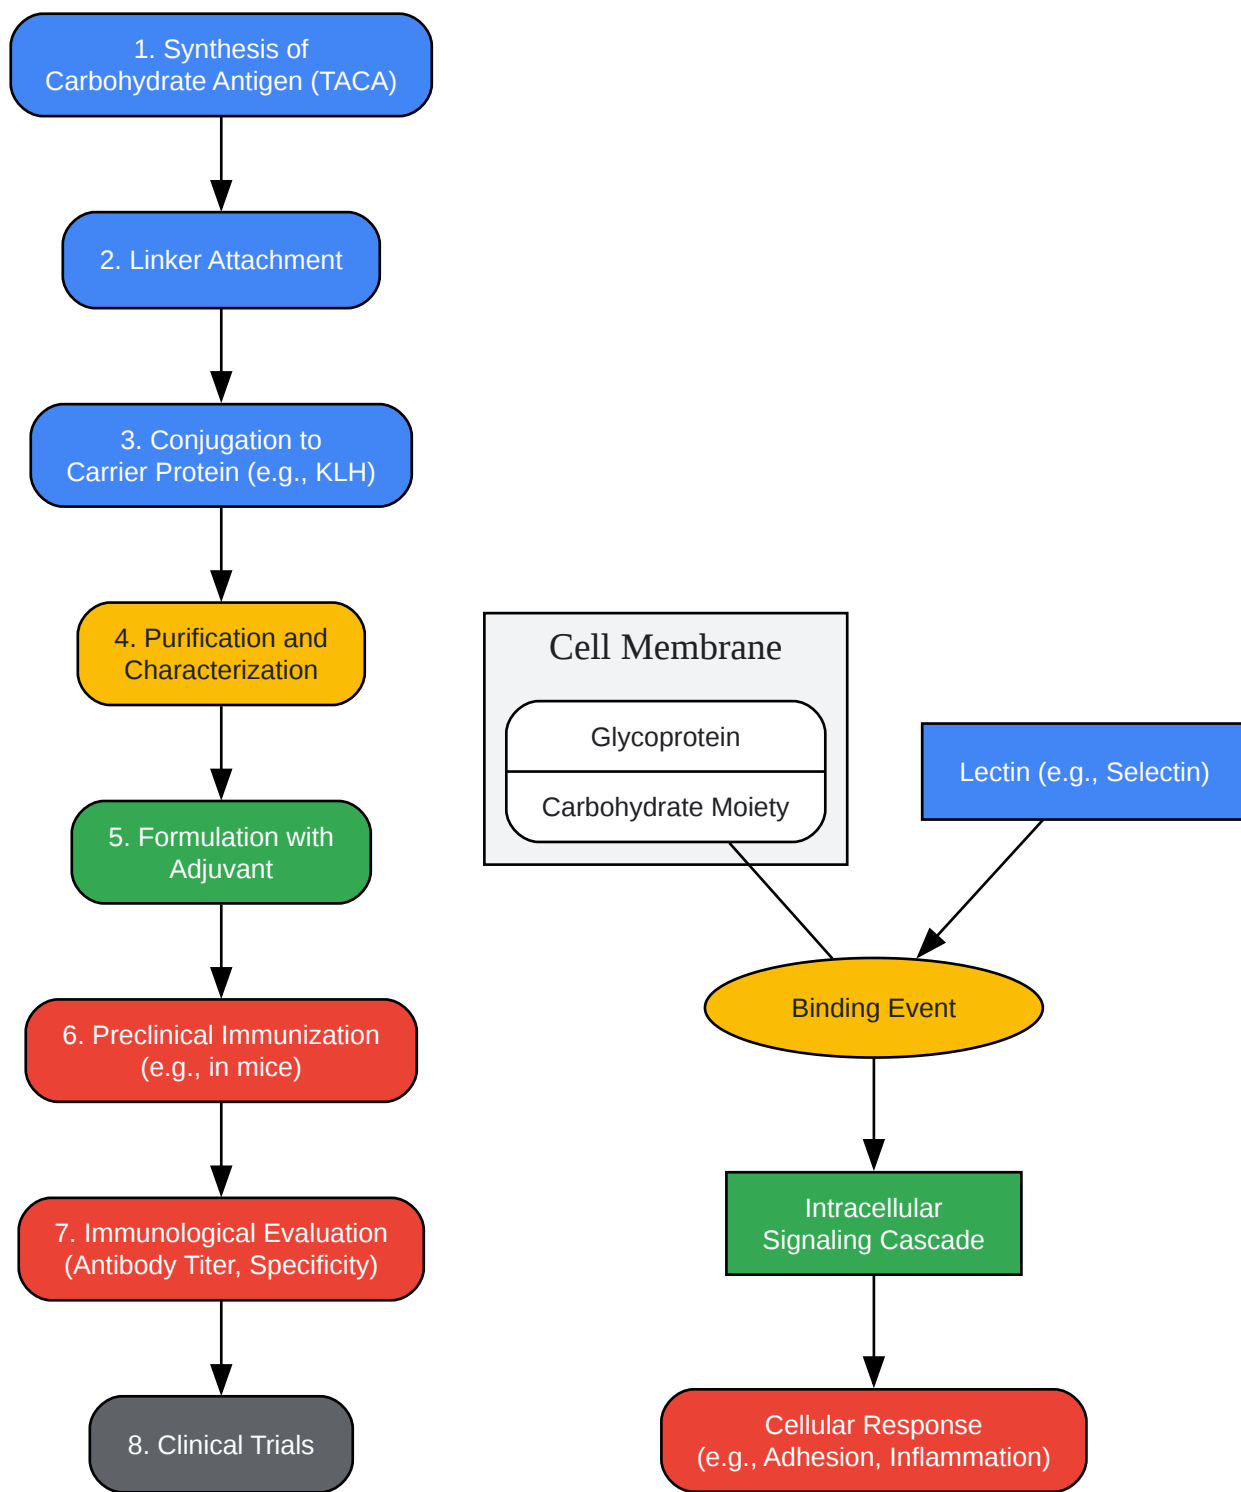 1. Synthesis of
Carbohydrate Antigen (TACA)
2. Linker Attachment
3. Conjugation to
Carrier Protein (e.g., KLH)
4. Purification and
Characterization
5. Formulation with
Adjuvant
6. Preclinical Immunization
(e.g., in mice)
7. Immunological Evaluation
(Antibody Titer, Specificity)
8. Clinical Trials
Cell Membrane
Glycoprotein
Carbohydrate Moiety
Lectin (e.g., Selectin)
Binding Event
Intracellular
Signaling Cascade
Cellular Response
(e.g., Adhesion, Inflammation)